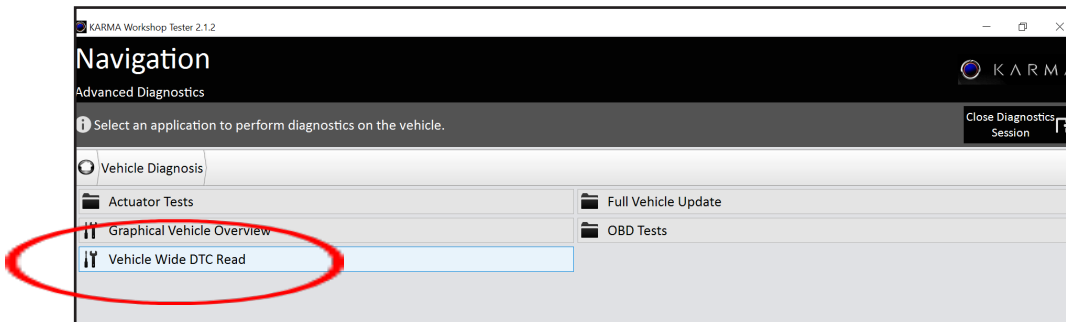 KARMA Workshop Tester 2.1.2
Navigation
Advanced Diagnostics
KARMA
Select an application to perform diagnostics on the vehicle.
Close Diagnostics
Session
Vehicle Diagnosis
Actuator Tests
Full Vehicle Update
Graphical Vehicle Overview
OBD Tests
Vehicle Wide DTC Read